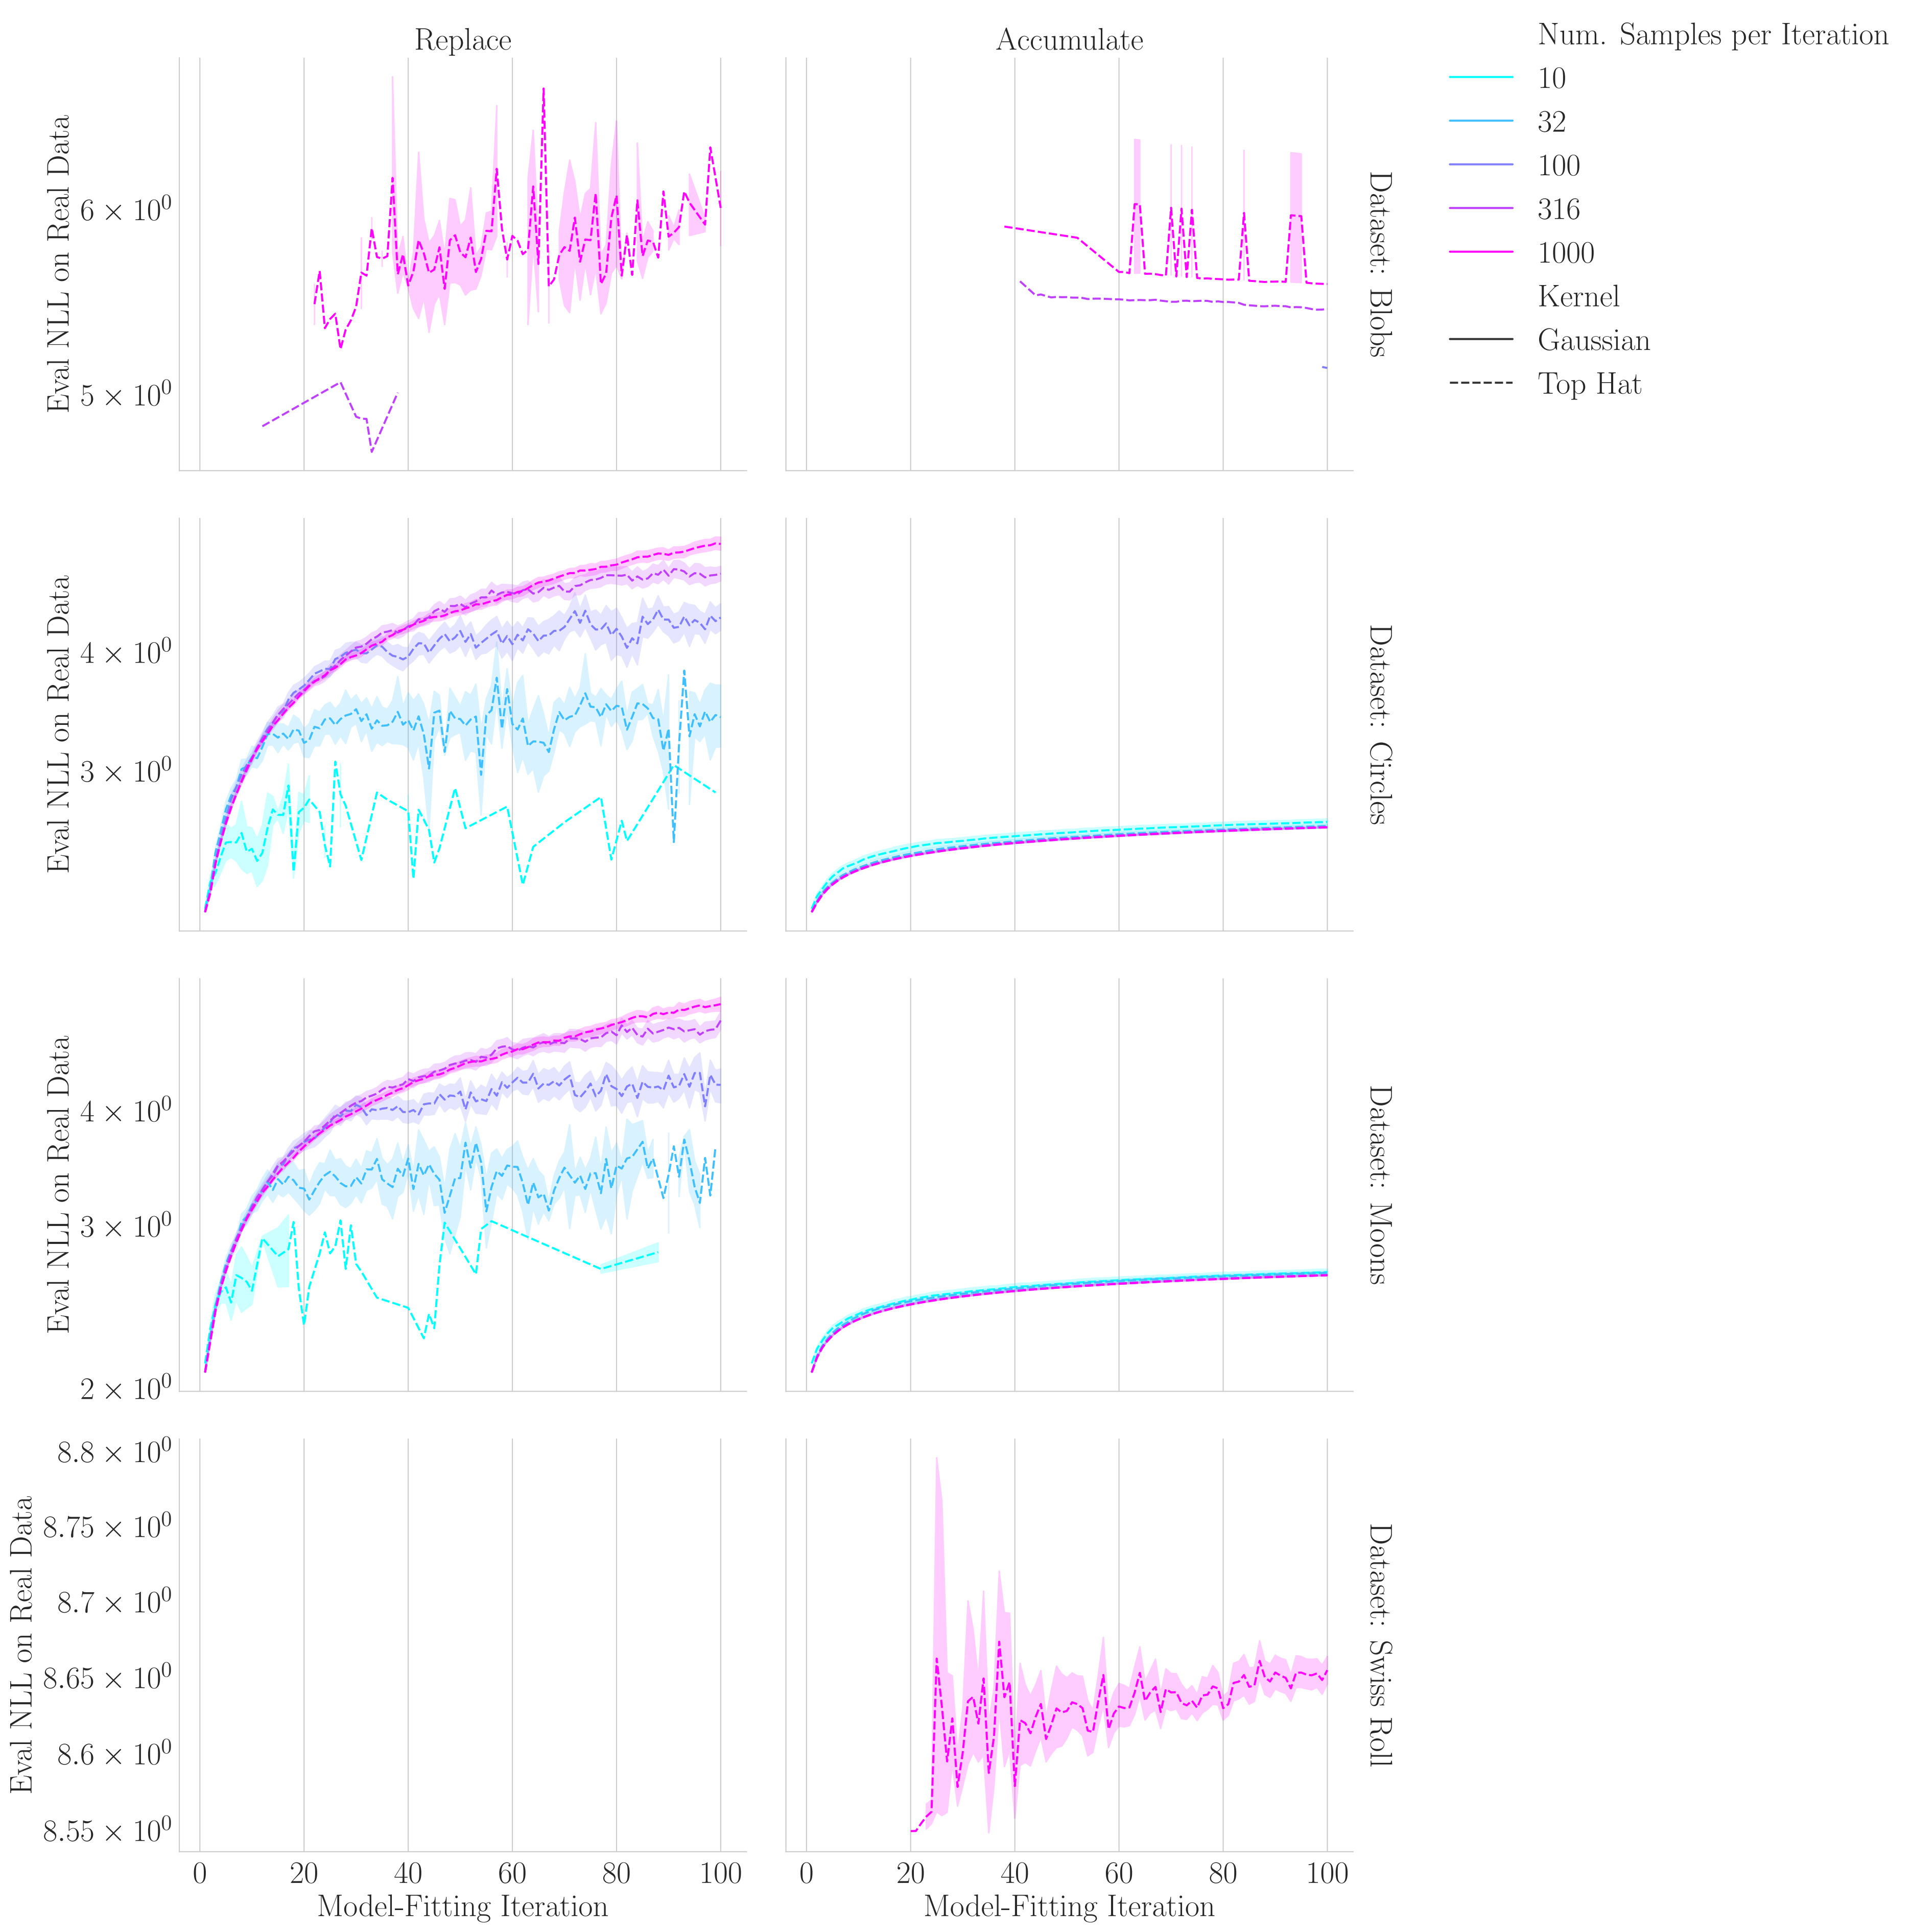 Replace
Accumulate
Num. Samples per Iteration
10
32
100
316
1000
Kernel
Gaussian
Top Hat
Eval NLL on Real Data
6 × 10⁰
5 × 10⁰
Dataset: Blobs
Eval NLL on Real Data
4 × 10⁰
3 × 10⁰
Dataset: Circles
Eval NLL on Real Data
4 × 10⁰
3 × 10⁰
2 × 10⁰
Dataset: Moons
Eval NLL on Real Data
8.8 × 10⁰
8.75 × 10⁰
8.7 × 10⁰
8.65 × 10⁰
8.6 × 10⁰
8.55 × 10⁰
Dataset: Swiss Roll
0 20 40 60 80 100
0 20 40 60 80 100
Model-Fitting Iteration
Model-Fitting Iteration